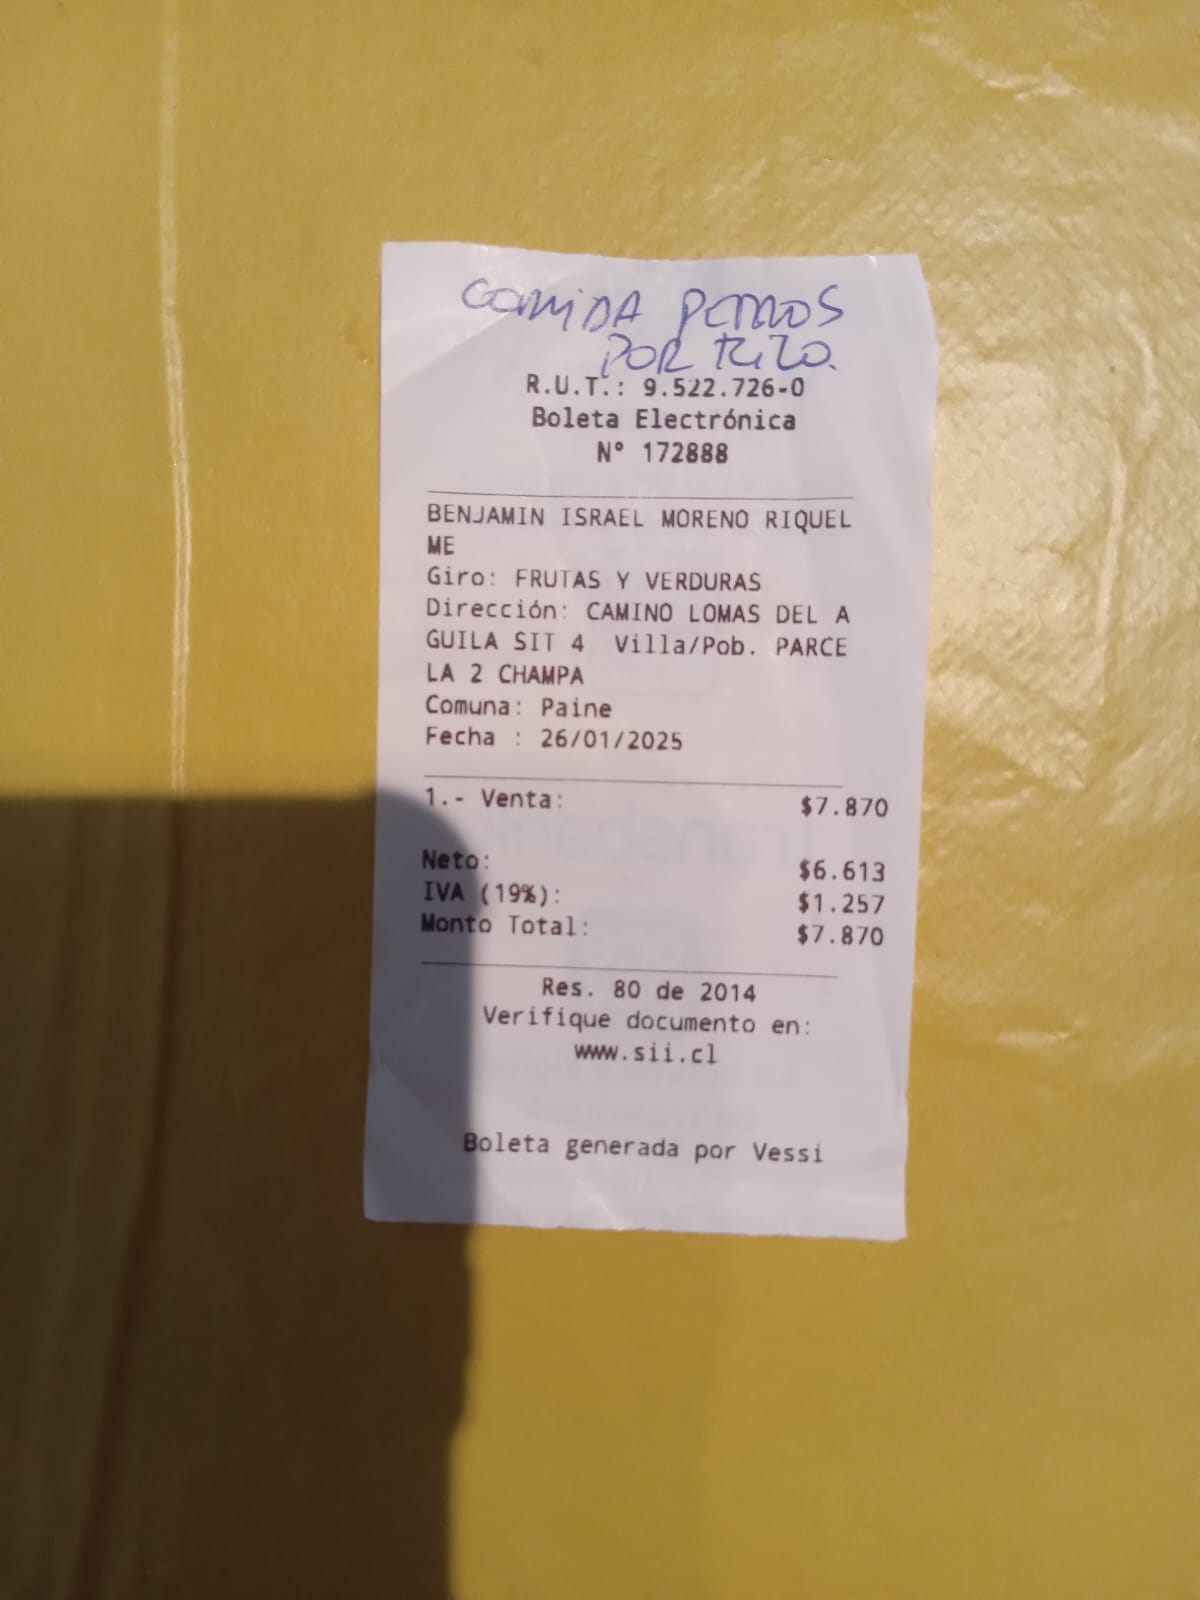 COMIDA PERROS
POR TRIZO.
R.U.T.: 9.522.726-0
Boleta Electrónica
N° 172888
BENJAMIN ISRAEL MORENO RIQUEL
ME
Giro: FRUTAS Y VERDURAS
Dirección: CAMINO LOMAS DEL A
GUILA SIT 4 Villa/Pob. PARCE
LA 2 CHAMPA
Comuna: Paine
Fecha : 26/01/2025
1.- Venta: $7.870
Neto: $6.613
IVA (19%): $1.257
Monto Total: $7.870
Res. 80 de 2014
Verifique documento en:
www.sii.cl
Boleta generada por Vessi